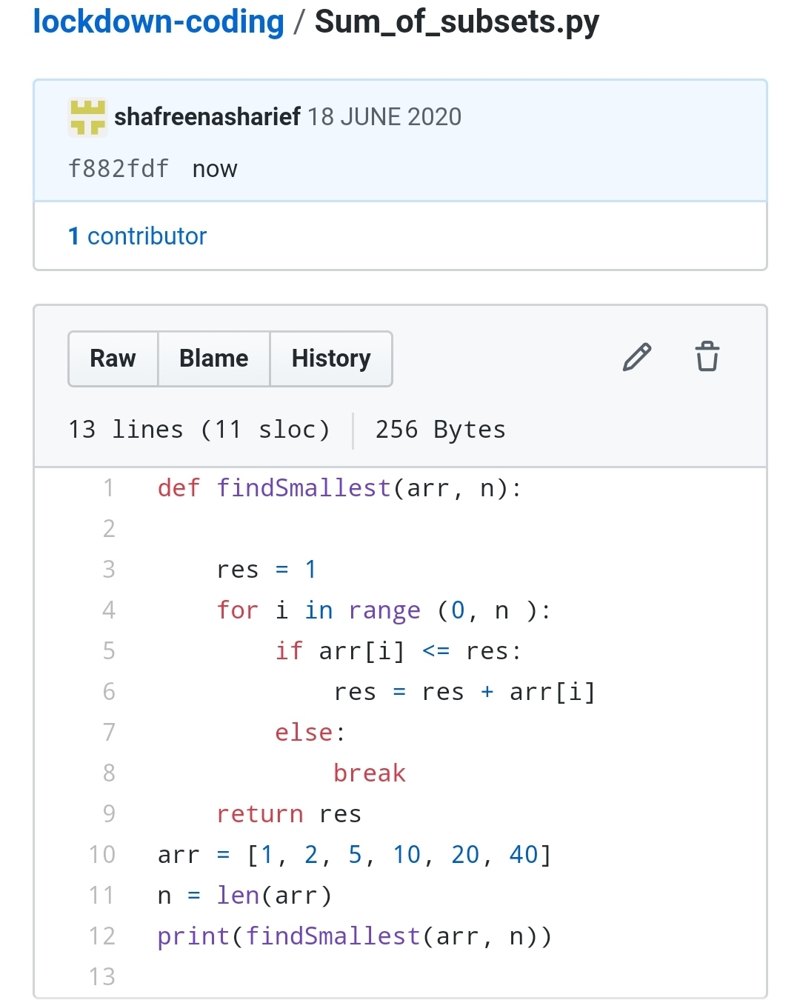 lockdown-coding / Sum_of_subsets.py
shafreenasharief 18 JUNE 2020
f882fdf now
1 contributor
Raw Blame History
13 lines (11 sloc) 256 Bytes
1 def findSmallest(arr, n):
2
3 res = 1
4 for i in range (0, n ):
5 if arr[i] <= res:
6 res = res + arr[i]
7 else:
8 break
9 return res
10 arr = [1, 2, 5, 10, 20, 40]
11 n = len(arr)
12 print(findSmallest(arr, n))
13